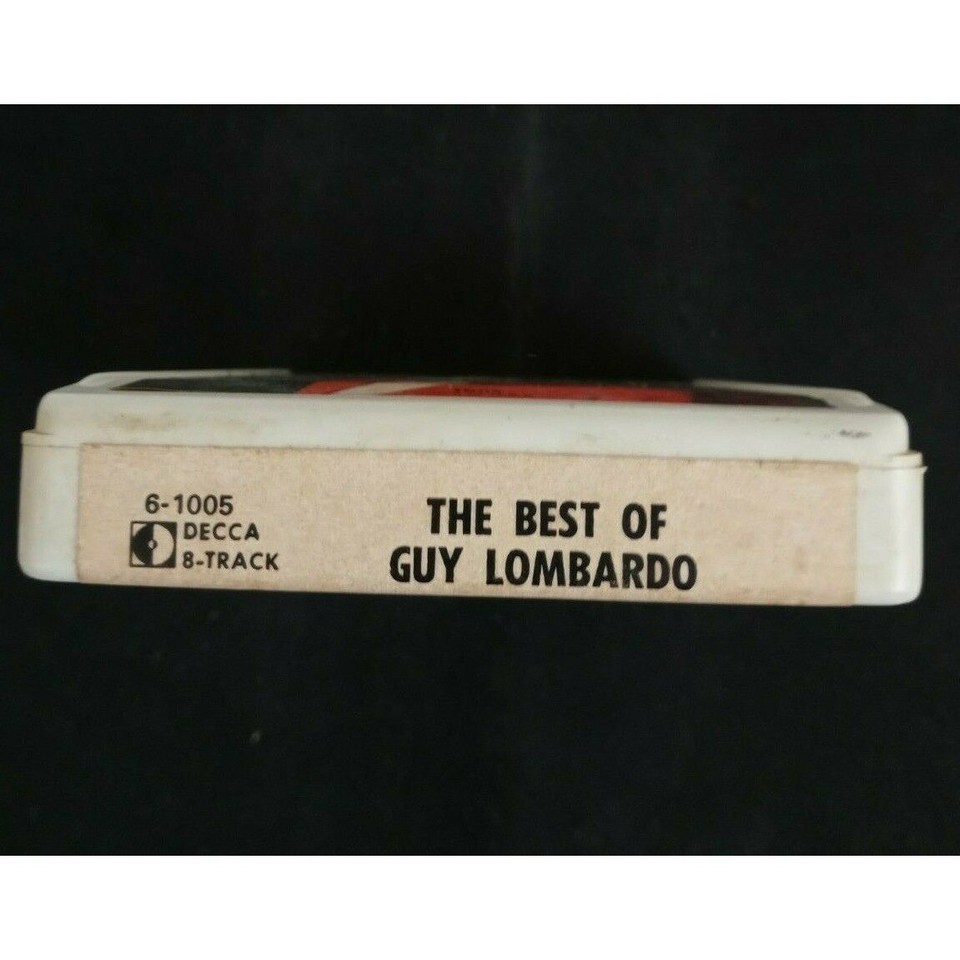 6-1005
DECCA
8-TRACK
THE BEST OF
GUY LOMBARDO